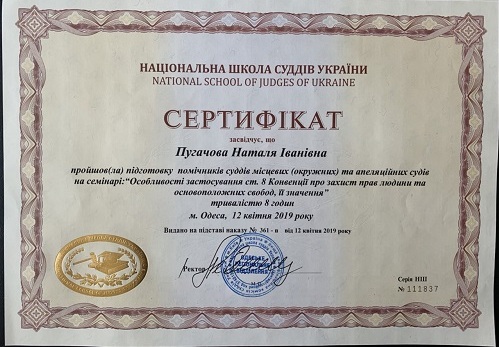 НАЦІОНАЛЬНА ШКОЛА СУДДІВ УКРАЇНИ
NATIONAL SCHOOL OF JUDGES OF UKRAINE
СЕРТИФІКАТ
засвідчує, що
Пугачова Наталя Іванівна
пройшов(ла) підготовку помічників суддів місцевих (окружних) та апеляційних судів
на семінарі:“Особливості застосування ст. 8 Конвенції про захист прав людини та
основоположних свобод, її значення”
тривалістю 8 годин
м. Одеса, 12 квітня 2019 року
Видано на підставі наказу № 361 - н від 12 квітня 2019 року
Ректор
Серія НШ
№ 111837